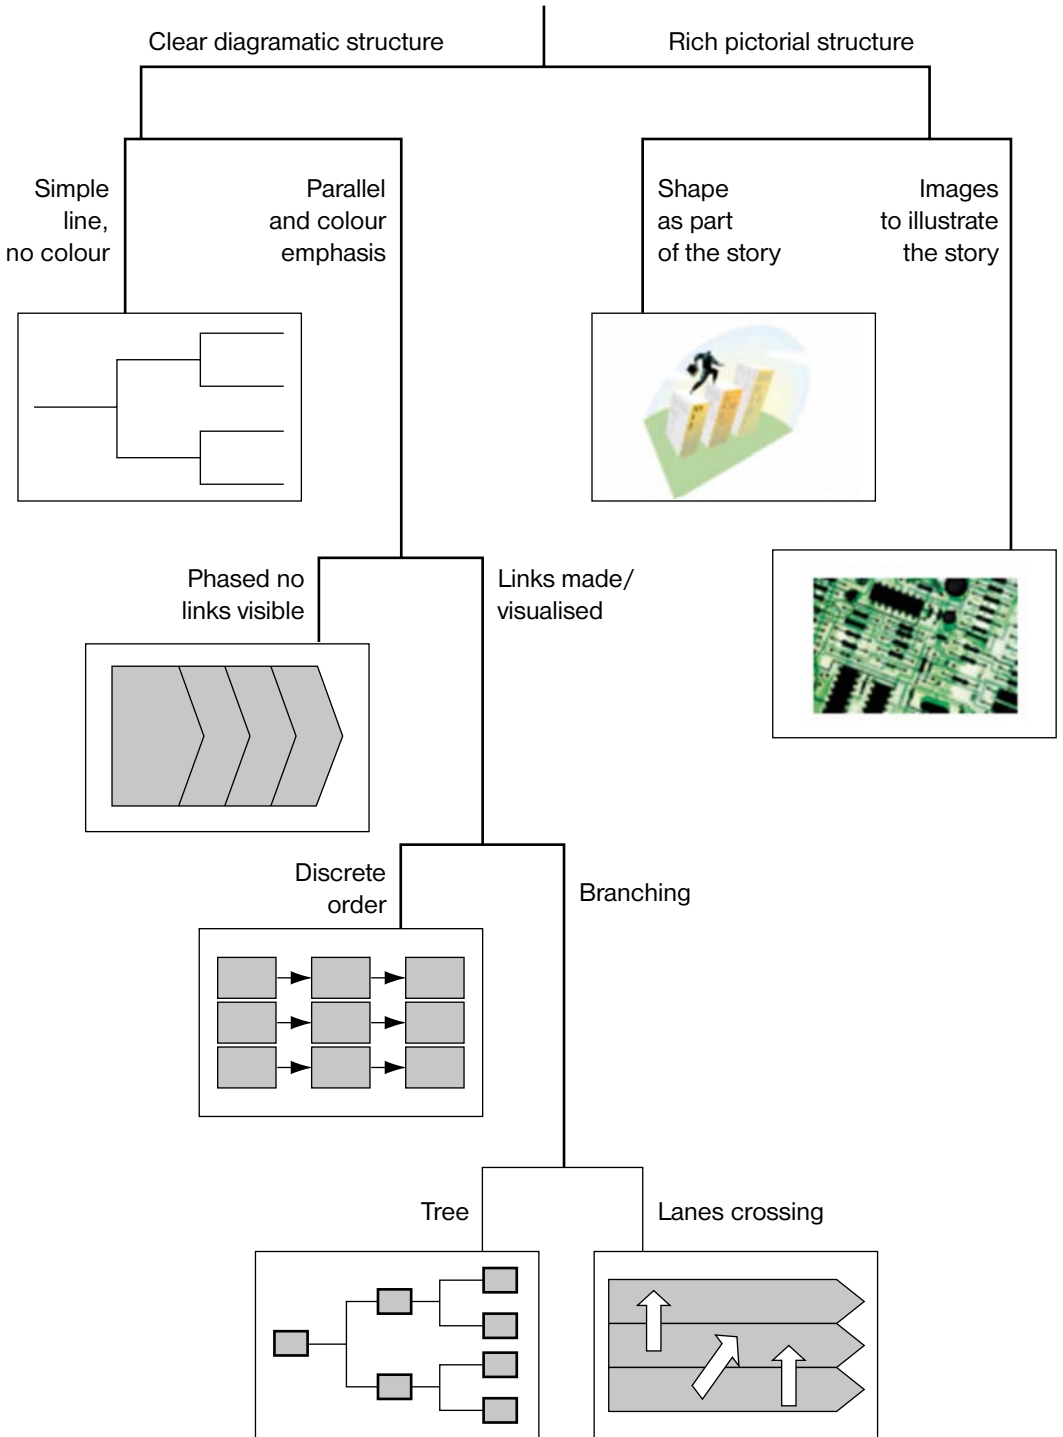 Clear diagramatic structure
Rich pictorial structure
Simple
line,
no colour
Parallel
and colour
emphasis
Shape
as part
of the story
Images
to illustrate
the story
Phased no
links visible
Links made/
visualised
Discrete
order
Branching
Tree
Lanes crossing